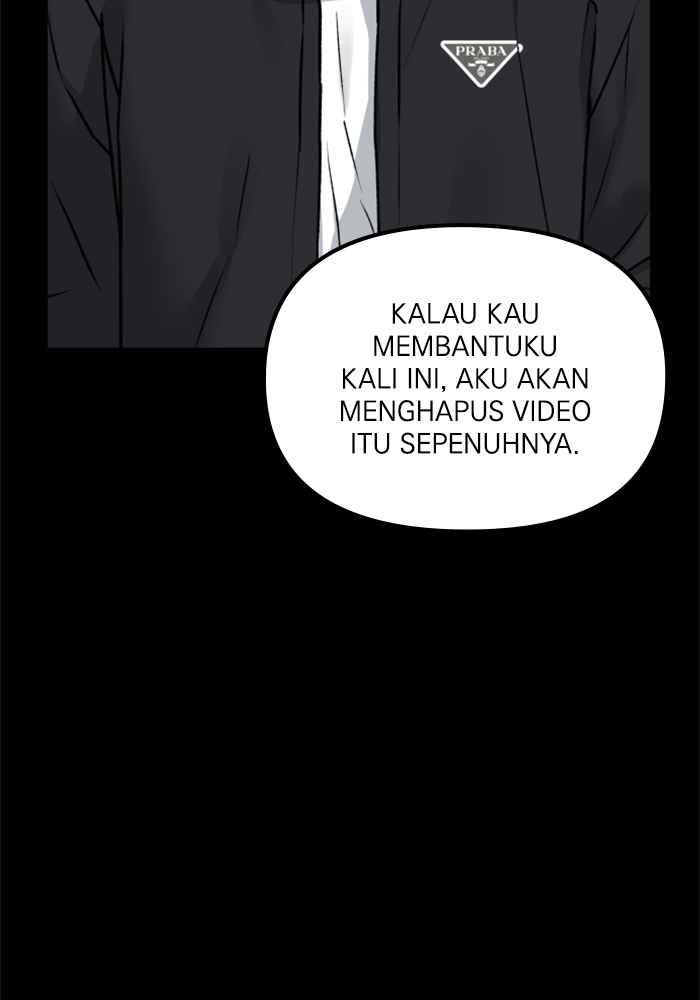 PRABA
KALAU KAU
MEMBANTUKU
KALI INI, AKU AKAN
MENGHAPUS VIDEO
ITU SEPENUHNYA.